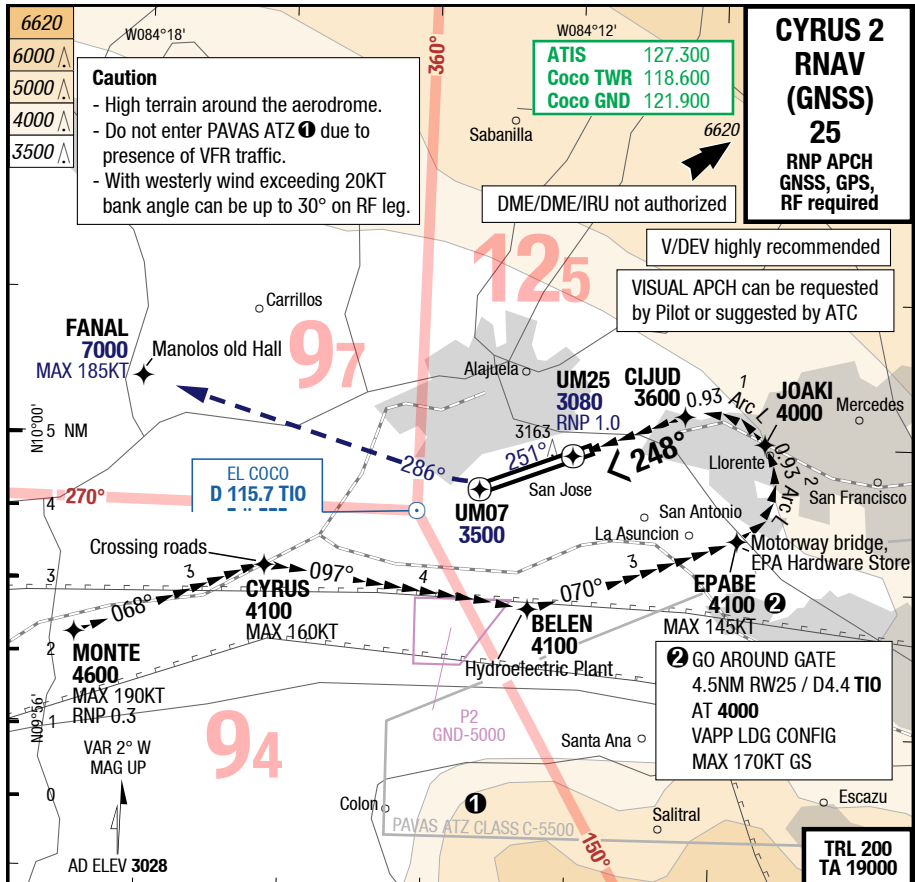 6620
6000
5000
4000
3500
W084°18'
W084°12'
360°
Caution
- High terrain around the aerodrome.
- Do not enter PAVAS ATZ ❶ due to
presence of VFR traffic.
- With westerly wind exceeding 20KT
bank angle can be up to 30° on RF leg.
ATIS 127.300
Coco TWR 118.600
Coco GND 121.900
CYRUS 2
RNAV
(GNSS)
25
RNP APCH
GNSS, GPS,
RF required
Sabanilla
6620
DME/DME/IRU not authorized
V/DEV highly recommended
VISUAL APCH can be requested
by Pilot or suggested by ATC
125
97
94
Carrillos
FANAL
7000
MAX 185KT
Manolos old Hall
Alajuela
UM25
3080
RNP 1.0
CIJUD
3600
0.93 Arc L
1
JOAKI
4000
Mercedes
N10°00'
5 NM
3163
251°
248°
286°
0.93 Arc L
2
Llorente
San Francisco
San Jose
EL COCO
D 115.7 TIO
270°
4
UM07
3500
San Antonio
La Asuncion
Motorway bridge,
EPA Hardware Store
Crossing roads
3
3
068°
CYRUS
4100
MAX 160KT
097°
4
070°
3
EPABE
4100 ❷
MAX 145KT
BELEN
4100
Hydroelectric Plant
2
MONTE
4600
MAX 190KT
RNP 0.3
N09°56'
1
P2
GND-5000
❷ GO AROUND GATE
4.5NM RW25 / D4.4 TIO
AT 4000
VAPP LDG CONFIG
MAX 170KT GS
VAR 2° W
MAG UP
Santa Ana
0
Colon
❶
PAVAS ATZ CLASS C-5500
Salitral
Escazu
150°
AD ELEV 3028
TRL 200
TA 19000